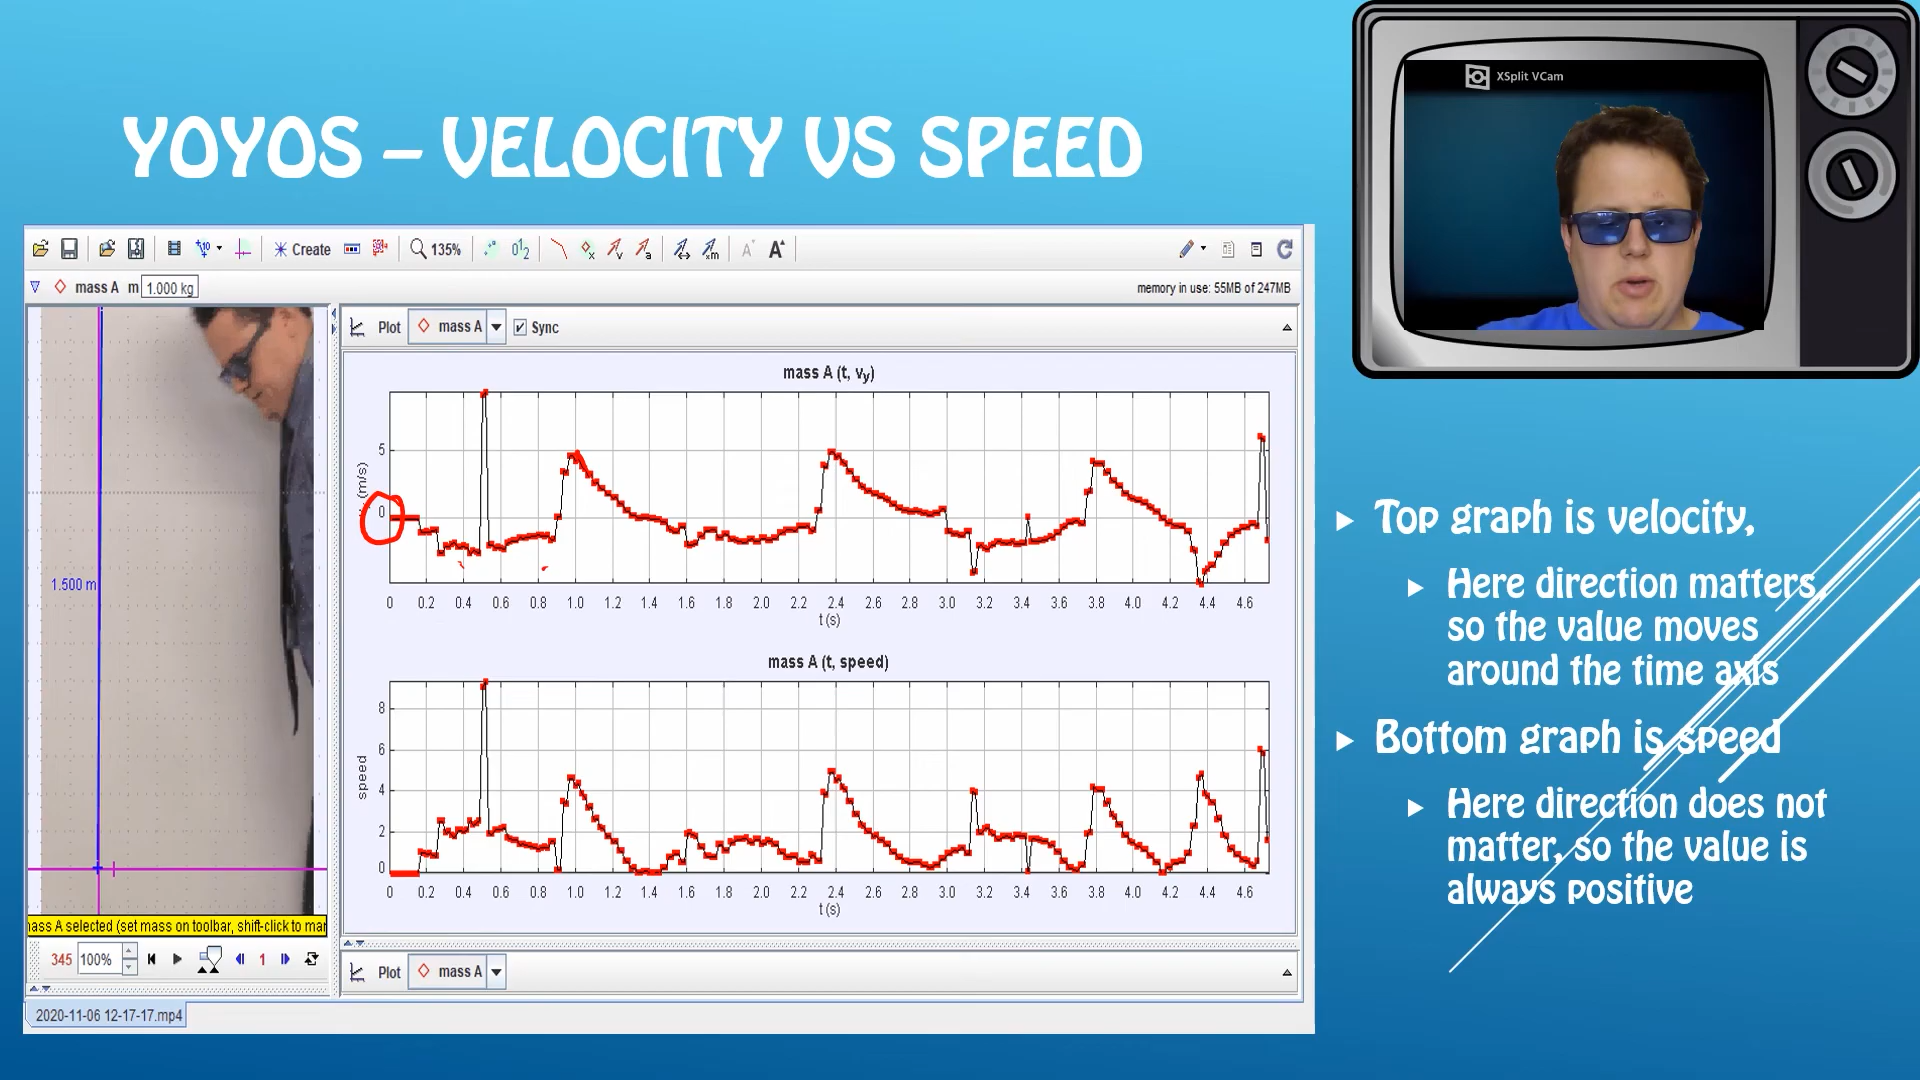 XSplit VCam
YOYOS – VELOCITY VS SPEED
Create
135%
mass A m 1.000 kg
memory in use: 55MB of 247MB
Plot mass A Sync
mass A (t, vy)
(m/s)
5
0
0 0.2 0.4 0.6 0.8 1.0 1.2 1.4 1.6 1.8 2.0 2.2 2.4 2.6 2.8 3.0 3.2 3.4 3.6 3.8 4.0 4.2 4.4 4.6
t (s)
1.500 m
mass A (t, speed)
speed
8
6
4
2
0
0 0.2 0.4 0.6 0.8 1.0 1.2 1.4 1.6 1.8 2.0 2.2 2.4 2.6 2.8 3.0 3.2 3.4 3.6 3.8 4.0 4.2 4.4 4.6
t (s)
A selected (set mass on toolbar, shift-click to mar
345 100% 1
Plot mass A
2020-11-06 12-17-17.mp4
Top graph is velocity,
Here direction matters,
so the value moves
around the time axis
Bottom graph is speed
Here direction does not
matter, so the value is
always positive